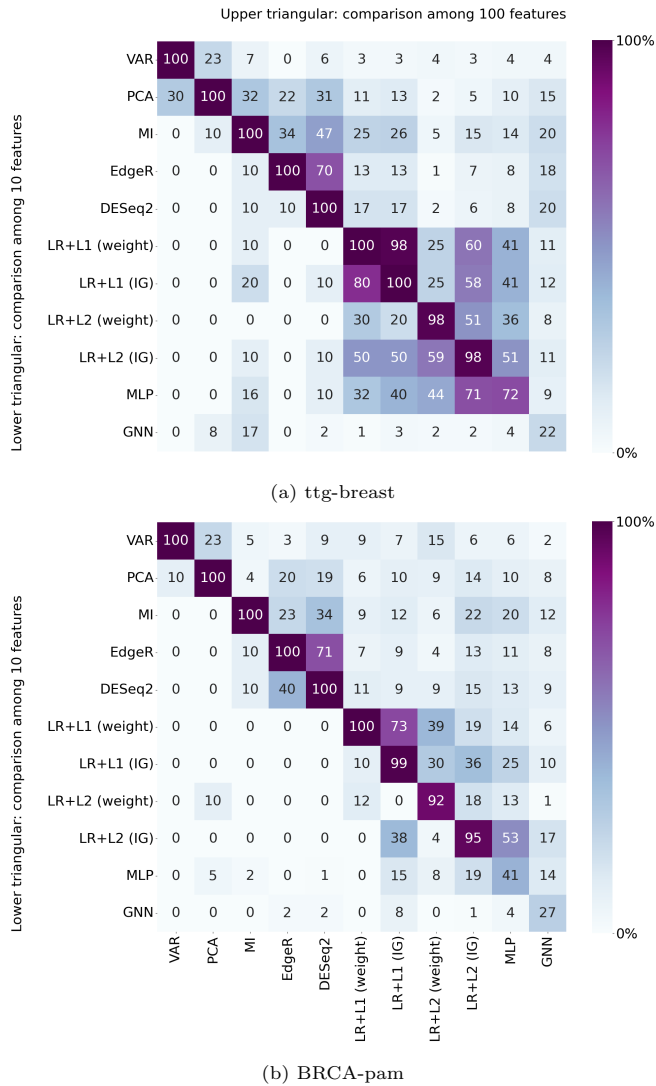 Upper triangular: comparison among 100 features
Lower triangular: comparison among 10 features
VAR 100 23 7 0 6 3 3 4 3 4 4
PCA 30 100 32 22 31 11 13 2 5 10 15
MI 0 10 100 34 47 25 26 5 15 14 20
EdgeR 0 0 10 100 70 13 13 1 7 8 18
DESeq2 0 0 10 10 100 17 17 2 6 8 20
LR+L1 (weight) 0 0 10 0 0 100 98 25 60 41 11
LR+L1 (IG) 0 0 20 0 10 80 100 25 58 41 12
LR+L2 (weight) 0 0 0 0 0 30 20 98 51 36 8
LR+L2 (IG) 0 0 10 0 10 50 50 59 98 51 11
MLP 0 0 16 0 10 32 40 44 71 72 9
GNN 0 8 17 0 2 1 3 2 2 4 22
100%
0%
(a) ttg-breast
Lower triangular: comparison among 10 features
VAR 100 23 5 3 9 9 7 15 6 6 2
PCA 10 100 4 20 19 6 10 9 14 10 8
MI 0 0 100 23 34 9 12 6 22 20 12
EdgeR 0 0 10 100 71 7 9 4 13 11 8
DESeq2 0 0 10 40 100 11 9 9 15 13 9
LR+L1 (weight) 0 0 0 0 0 100 73 39 19 14 6
LR+L1 (IG) 0 0 0 0 0 10 99 30 36 25 10
LR+L2 (weight) 0 10 0 0 0 12 0 92 18 13 1
LR+L2 (IG) 0 0 0 0 0 0 38 4 95 53 17
MLP 0 5 2 0 1 0 15 8 19 41 14
GNN 0 0 0 2 2 0 8 0 1 4 27
100%
0%
VAR PCA MI EdgeR DESeq2 LR+L1 (weight) LR+L1 (IG) LR+L2 (weight) LR+L2 (IG) MLP GNN
(b) BRCA-pam